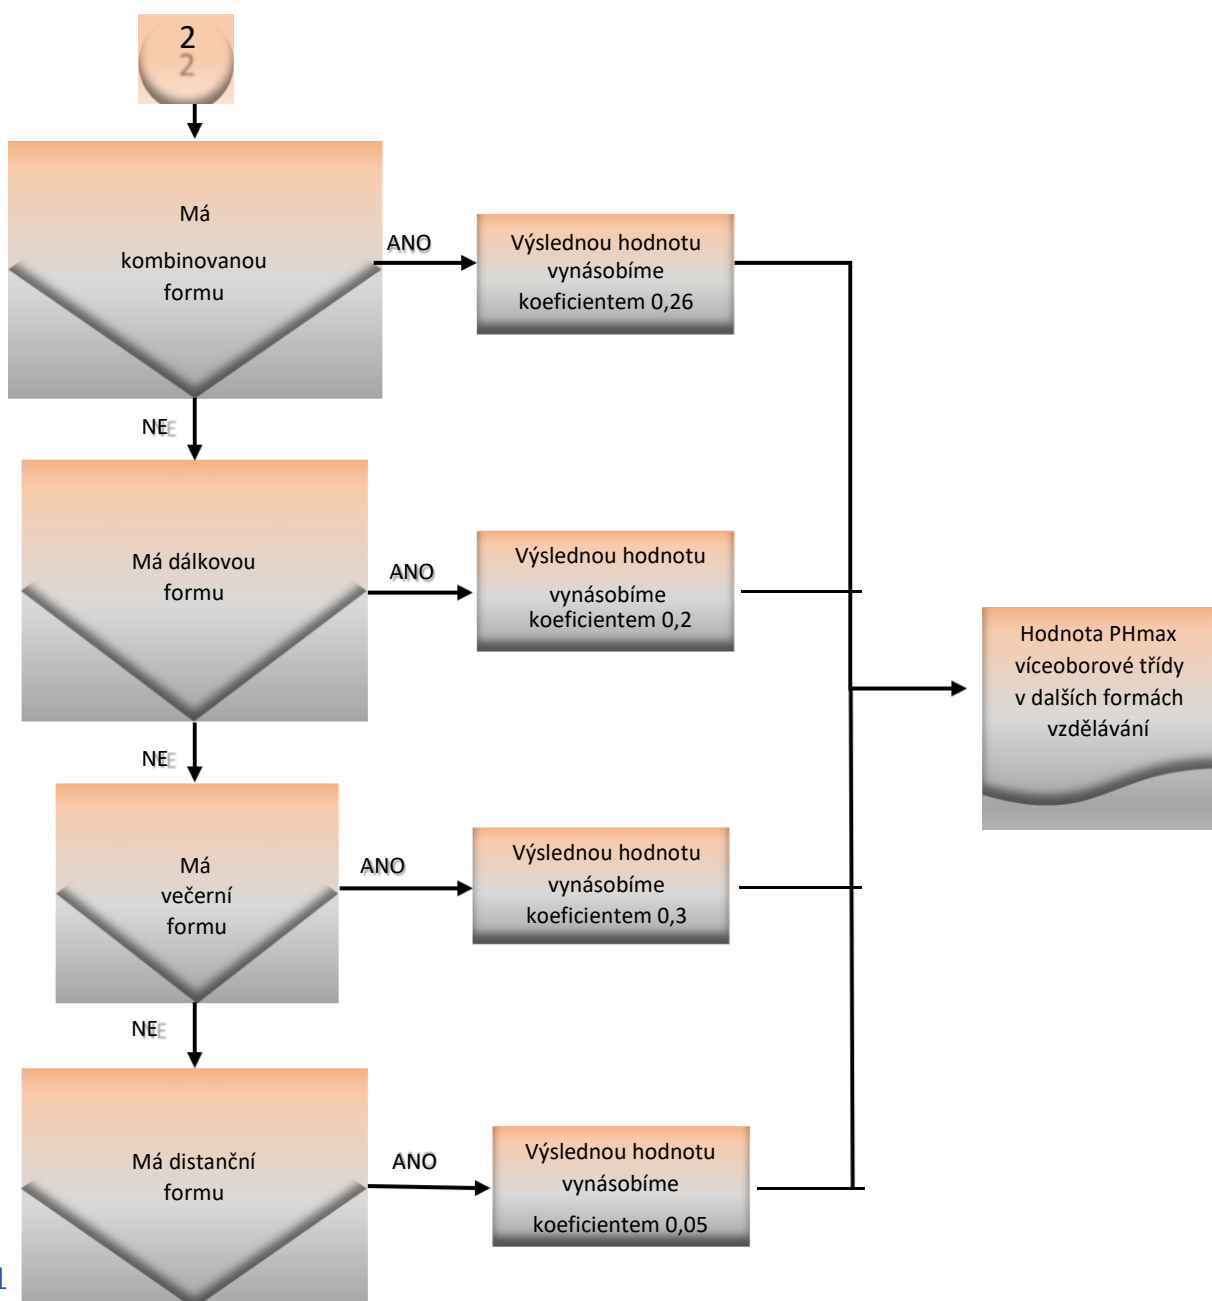 2
Má
kombinovanou
formu
ANO
Výslednou hodnotu
vynásobíme
koeficientem 0,26
NE
Má dálkovou
formu
ANO
Výslednou hodnotu
vynásobíme
koeficientem 0,2
Hodnota PHmax
víceoborové třídy
v dalších formách
vzdělávání
NE
Má
večerní
formu
ANO
Výslednou hodnotu
vynásobíme
koeficientem 0,3
NE
Má distanční
formu
ANO
Výslednou hodnotu
vynásobíme
koeficientem 0,05
1